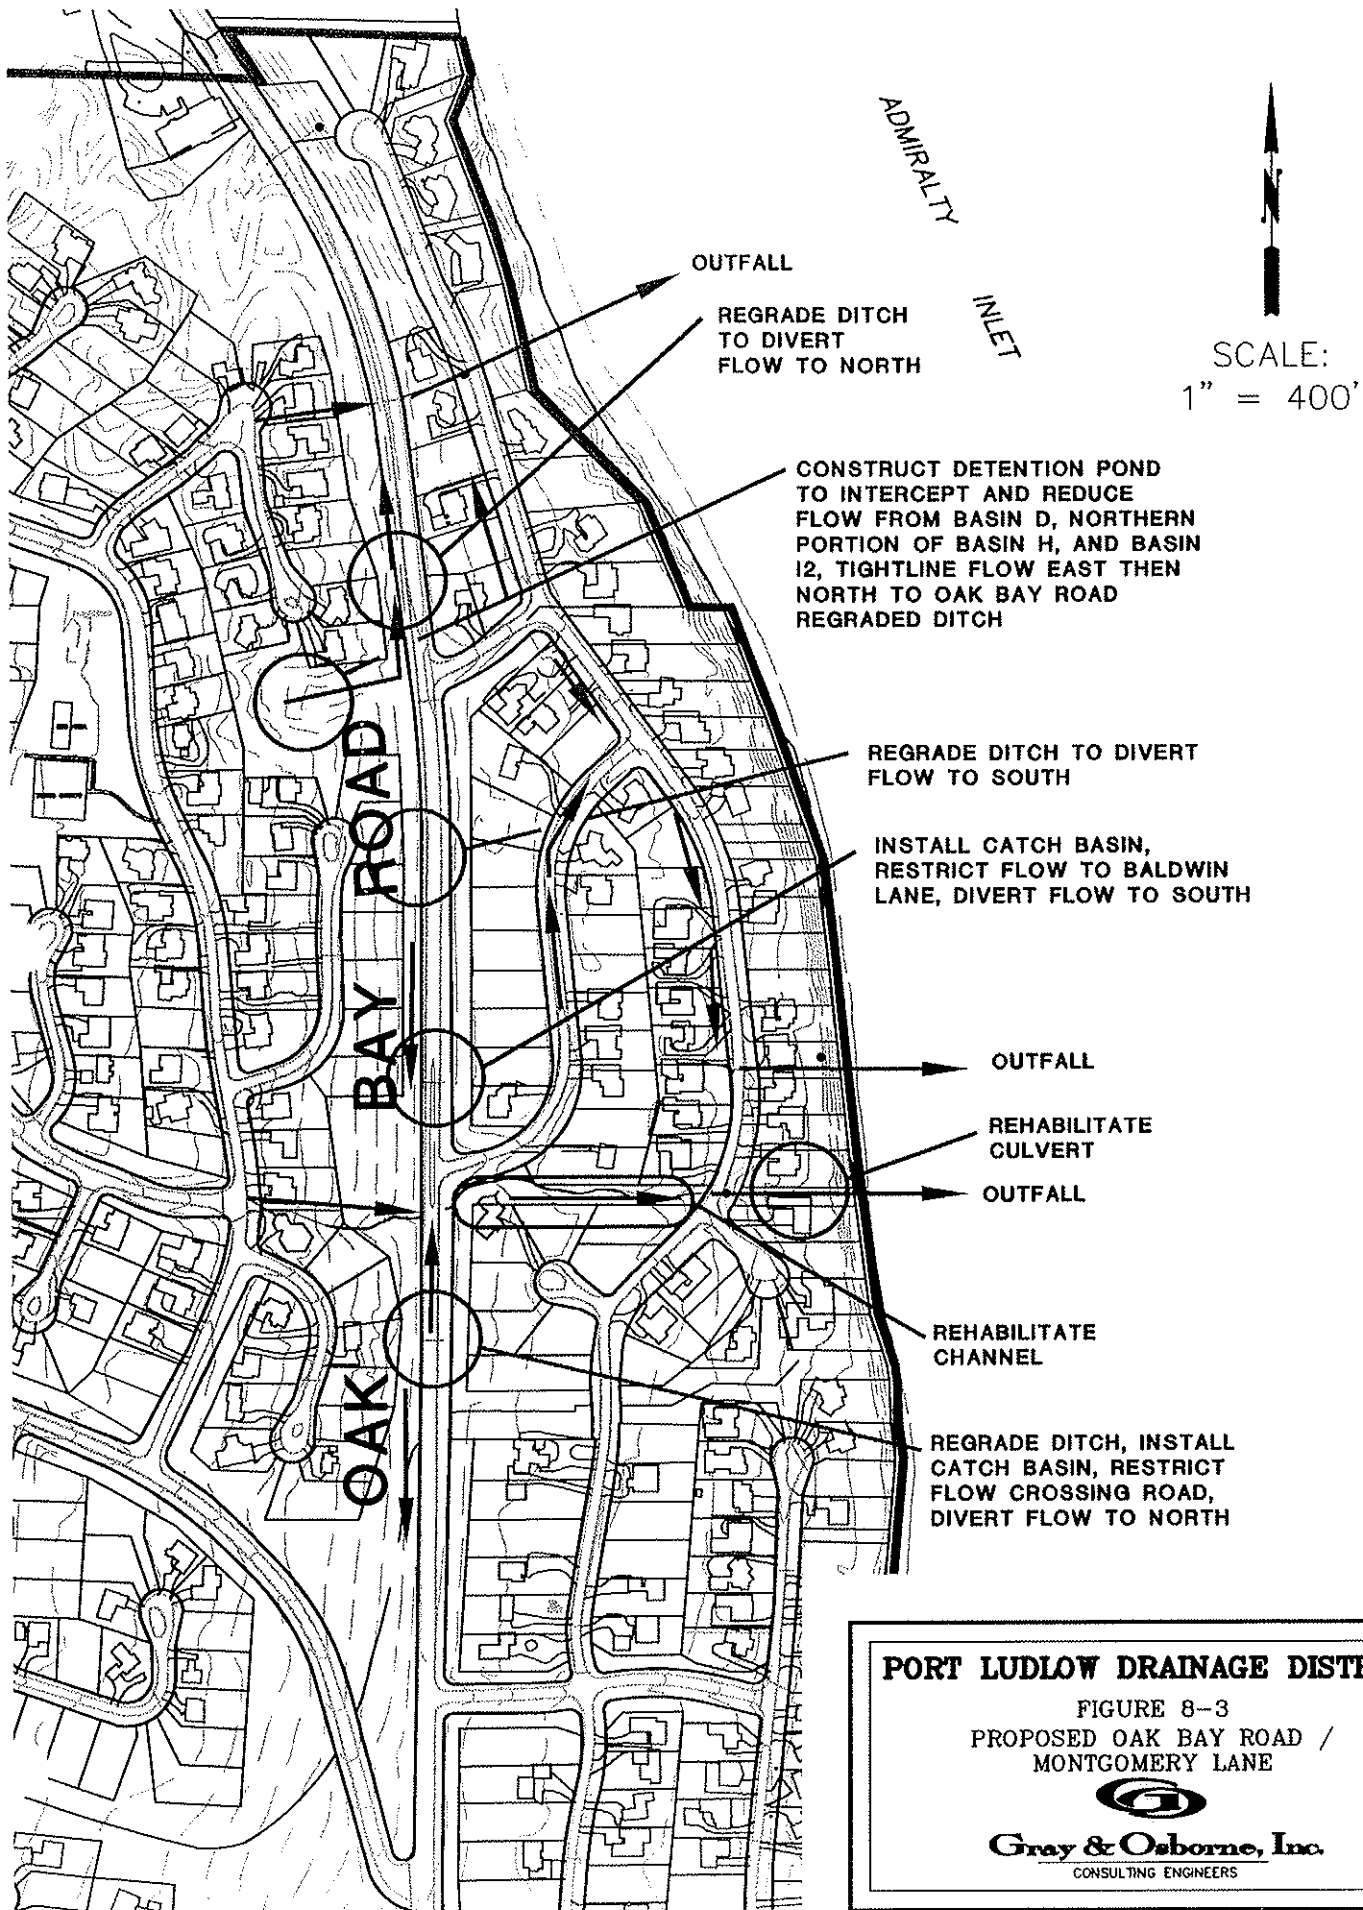 ADMIRALTY
INLET
N
SCALE:
1" = 400'
OUTFALL
REGRADE DITCH
TO DIVERT
FLOW TO NORTH
CONSTRUCT DETENTION POND
TO INTERCEPT AND REDUCE
FLOW FROM BASIN D, NORTHERN
PORTION OF BASIN H, AND BASIN
I2, TIGHTLINE FLOW EAST THEN
NORTH TO OAK BAY ROAD
REGRADED DITCH
REGRADE DITCH TO DIVERT
FLOW TO SOUTH
INSTALL CATCH BASIN,
RESTRICT FLOW TO BALDWIN
LANE, DIVERT FLOW TO SOUTH
OAK BAY ROAD
OUTFALL
REHABILITATE
CULVERT
OUTFALL
REHABILITATE
CHANNEL
REGRADE DITCH, INSTALL
CATCH BASIN, RESTRICT
FLOW CROSSING ROAD,
DIVERT FLOW TO NORTH
PORT LUDLOW DRAINAGE DIST
FIGURE 8-3
PROPOSED OAK BAY ROAD /
MONTGOMERY LANE
GO
Gray & Osborne, Inc.
CONSULTING ENGINEERS